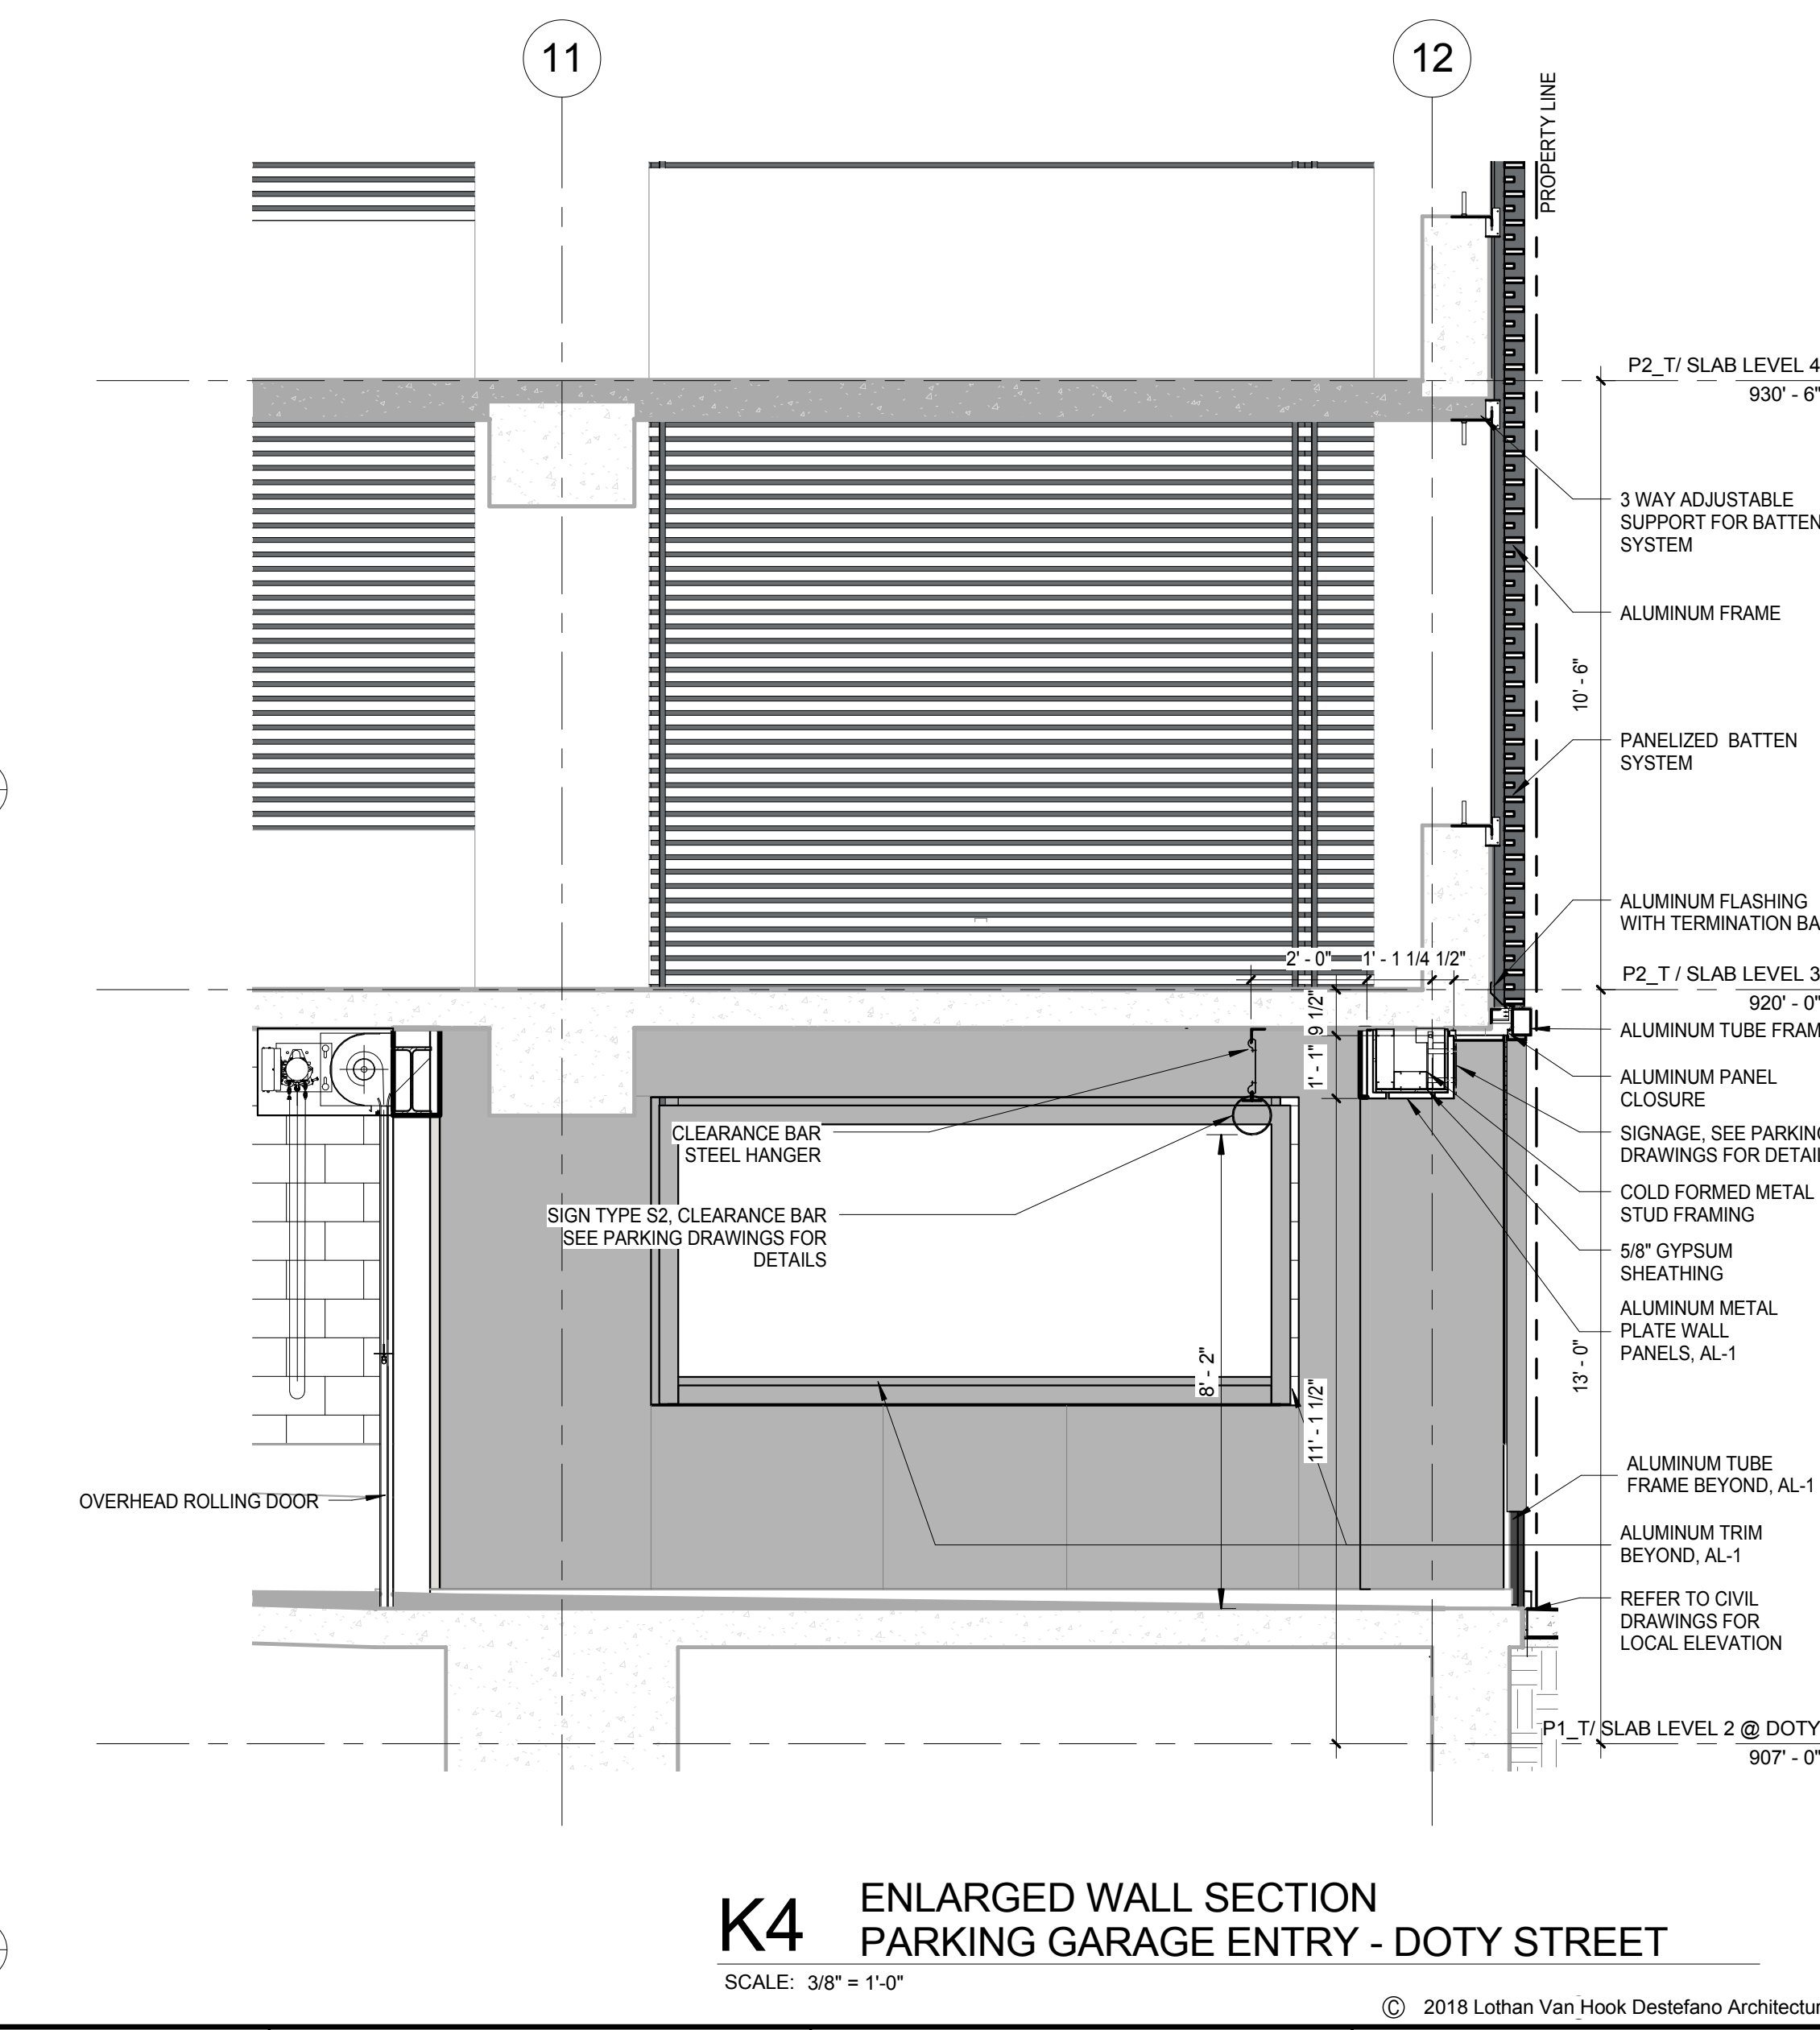 11
12
PROPERTY LINE
P2_T/ SLAB LEVEL 4
930' - 6"
3 WAY ADJUSTABLE
SUPPORT FOR BATTEN
SYSTEM
ALUMINUM FRAME
10' - 6"
PANELIZED BATTEN
SYSTEM
ALUMINUM FLASHING
WITH TERMINATION BA
2' - 0"
1' - 1 1/4
1/2"
P2_T / SLAB LEVEL 3
920' - 0"
9 1/2"
ALUMINUM TUBE FRAM
1' - 1"
ALUMINUM PANEL
CLOSURE
CLEARANCE BAR
STEEL HANGER
SIGNAGE, SEE PARKING
DRAWINGS FOR DETAIL
COLD FORMED METAL
STUD FRAMING
SIGN TYPE S2, CLEARANCE BAR
SEE PARKING DRAWINGS FOR
DETAILS
5/8" GYPSUM
SHEATHING
ALUMINUM METAL
PLATE WALL
PANELS, AL-1
8' - 2"
11' - 1 1/2"
13' - 0"
ALUMINUM TUBE
FRAME BEYOND, AL-1
OVERHEAD ROLLING DOOR
ALUMINUM TRIM
BEYOND, AL-1
REFER TO CIVIL
DRAWINGS FOR
LOCAL ELEVATION
P1_T/ SLAB LEVEL 2 @ DOTY
907' - 0"
K4
ENLARGED WALL SECTION
PARKING GARAGE ENTRY - DOTY STREET
SCALE: 3/8" = 1'-0"
© 2018 Lothan Van Hook Destefano Architectur